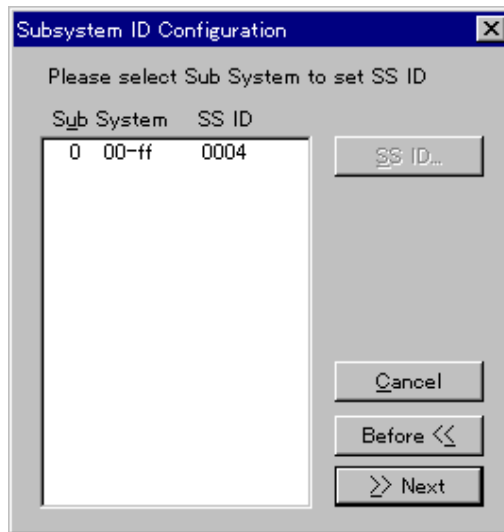 Subsystem ID Configuration
Please select Sub System to set SS ID
Sub System SS ID
0 00-ff 0004
SS ID...
Cancel
Before <<
>> Next